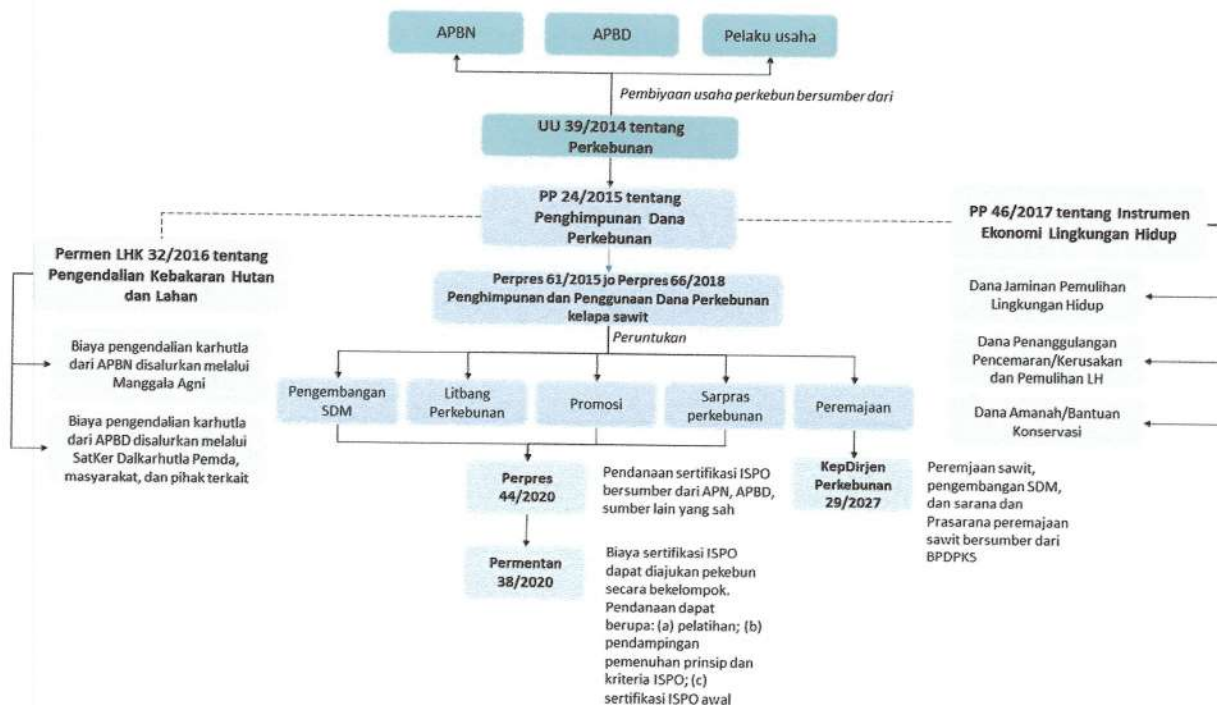 APBN
APBD
Pelaku usaha
Pembiyaan usaha perkebun bersumber dari
UU 39/2014 tentang
Perkebunan
PP 24/2015 tentang
Penghimpunan Dana
Perkebunan
PP 46/2017 tentang Instrumen
Ekonomi Lingkungan Hidup
Permen LHK 32/2016 tentang
Pengendalian Kebakaran Hutan
dan Lahan
Perpres 61/2015 jo Perpres 66/2018
Penghimpunan dan Penggunaan Dana Perkebunan
kelapa sawit
Dana Jaminan Pemulihan
Lingkungan Hidup
Peruntukan
Biaya pengendalian karhutla
dari APBN disalurkan melalui
Manggala Agni
Dana Penanggulangan
Pencemaran/Kerusakan
dan Pemulihan LH
Pengembangan
SDM
Litbang
Perkebunan
Promosi
Sarpras
perkebunan
Peremajaan
Biaya pengendalian karhutla
dari APBD disalurkan melalui
SatKer Dalkarhutla Pemda,
masyarakat, dan pihak terkait
Dana Amanah/Bantuan
Konservasi
Perpres
44/2020
Pendanaan sertifikasi ISPO
bersumber dari APN, APBD,
sumber lain yang sah
KepDirjen
Perkebunan
29/2027
Peremjaan sawit,
pengembangan SDM,
dan sarana dan
Prasarana peremajaan
sawit bersumber dari
BPDPKS
Permentan
38/2020
Biaya sertifikasi ISPO
dapat diajukan pekebun
secara bekelompok.
Pendanaan dapat
berupa: (a) pelatihan; (b)
pendampingan
pemenuhan prinsip dan
kriteria ISPO; (c)
sertifikasi ISPO awal